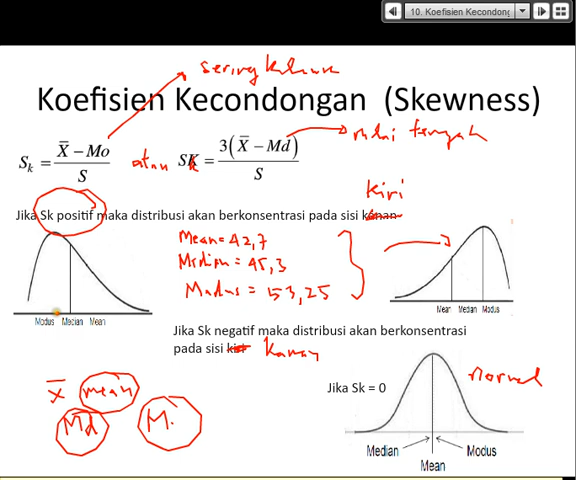 10. Koefisien Kecondong
sering keluar
Koefisien Kecondongan (Skewness)
Sk = X̅ − Mo / S atau SK = 3(X̅ − Md) / S nilai tengah
kiri
Jika Sk positif maka distribusi akan berkonsentrasi pada sisi kanan
Mean = 42,7
Median = 45,3
Modus = 53,25
Modus Median Mean
Mean Median Modus
Jika Sk negatif maka distribusi akan berkonsentrasi
pada sisi kiri kanan
X̅ mean
Md M.
Jika Sk = 0
Normal
Median Modus
Mean